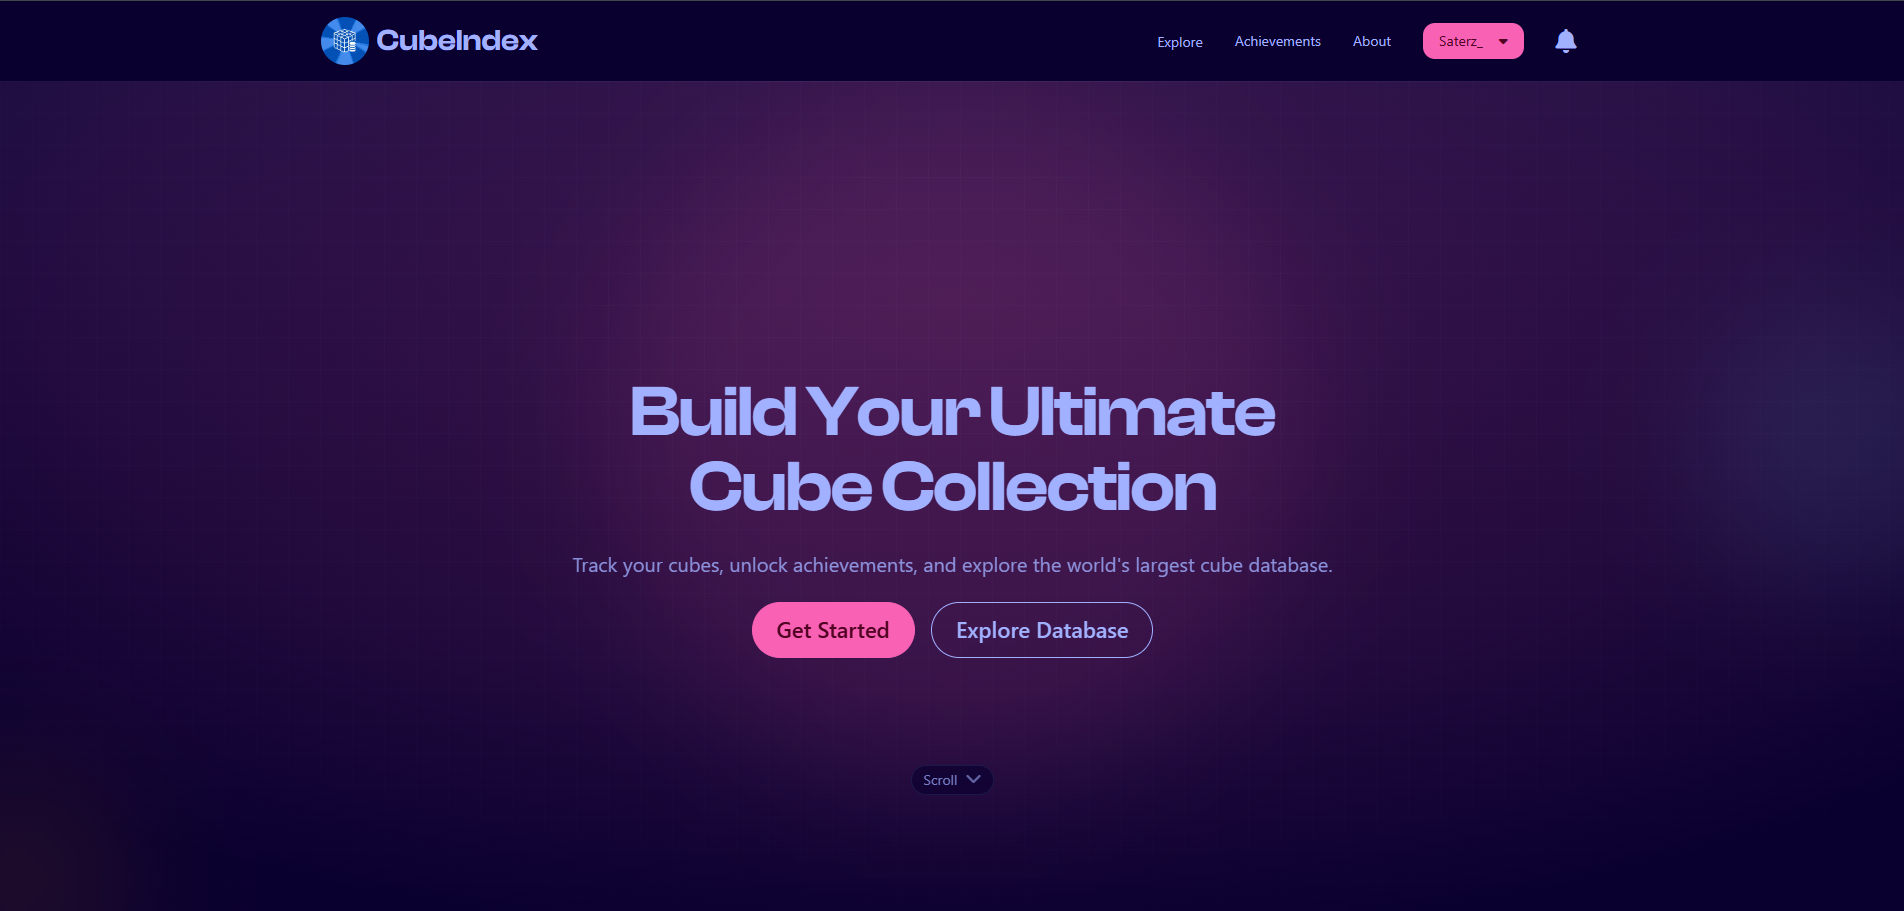 CubeIndex
Explore
Achievements
About
Saterz_
Build Your Ultimate
Cube Collection
Track your cubes, unlock achievements, and explore the world's largest cube database.
Get Started
Explore Database
Scroll